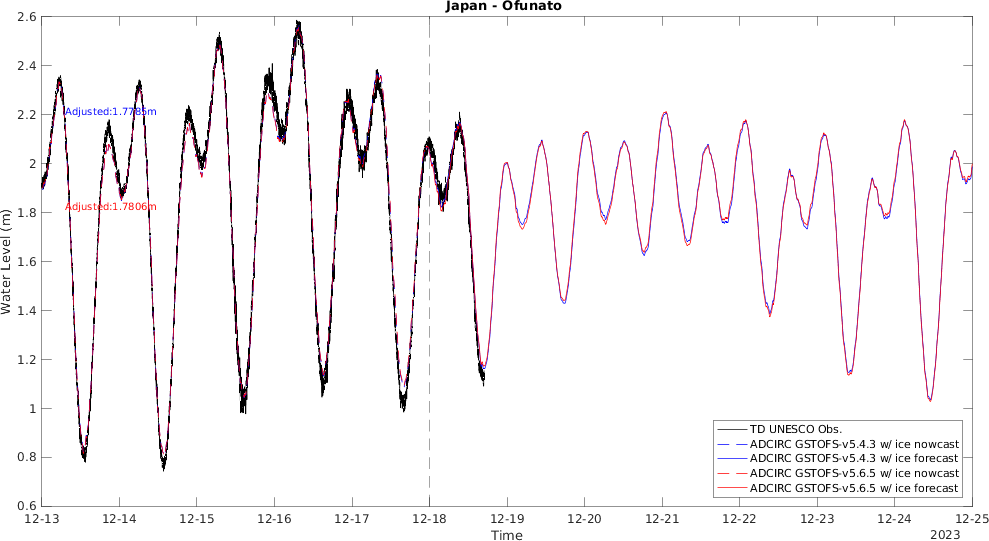 Japan - Ofunato
2.6
2.4
2.2
2
1.8
1.6
1.4
1.2
1
0.8
0.6
Water Level (m)
Adjusted:1.7785m
Adjusted:1.7806m
TD UNESCO Obs.
ADCIRC GSTOFS-v5.4.3 w/ ice nowcast
ADCIRC GSTOFS-v5.4.3 w/ ice forecast
ADCIRC GSTOFS-v5.6.5 w/ ice nowcast
ADCIRC GSTOFS-v5.6.5 w/ ice forecast
12-13 12-14 12-15 12-16 12-17 12-18 12-19 12-20 12-21 12-22 12-23 12-24 12-25
Time
2023